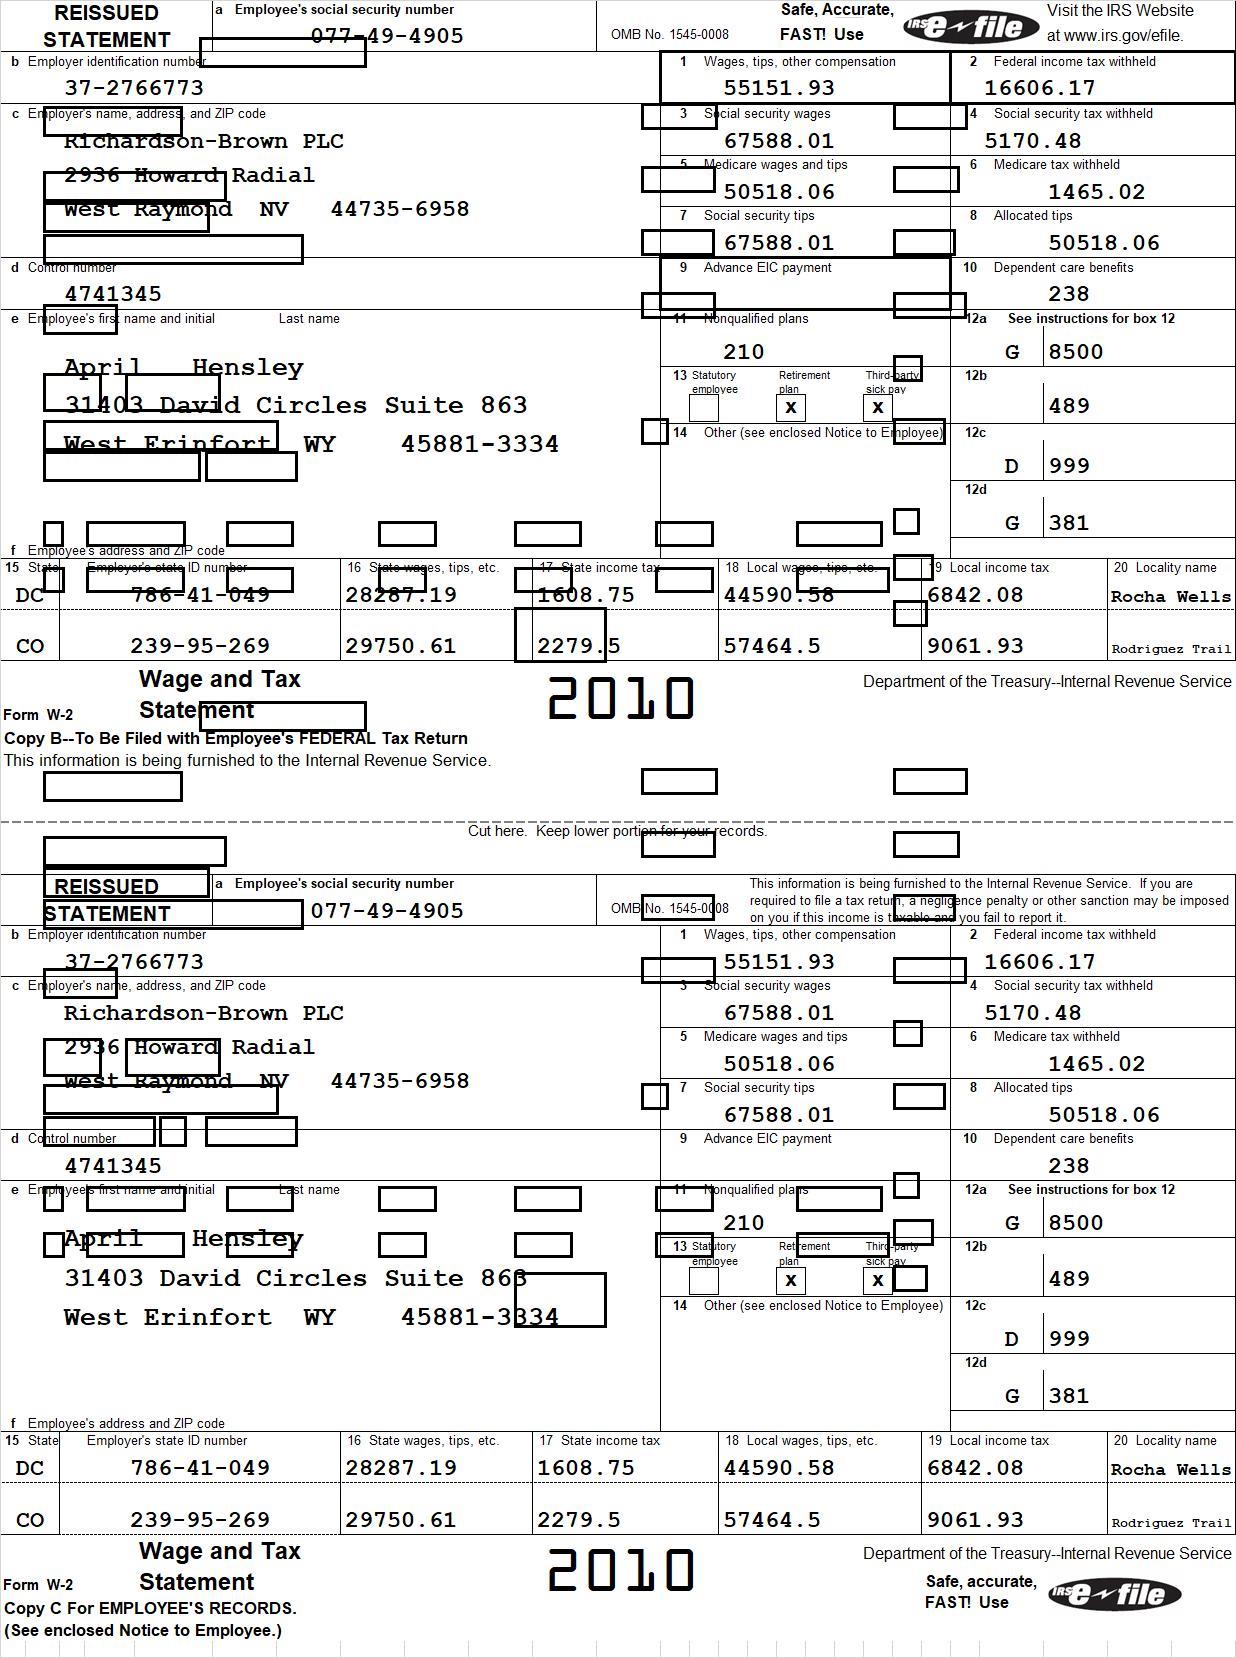 REISSUED a Employee's social security number Safe, Accurate, IRS e-file Visit the IRS Website
STATEMENT 077-49-4905 OMB No. 1545-0008 FAST! Use at www.irs.gov/efile.
b Employer identification number 1 Wages, tips, other compensation 2 Federal income tax withheld
37-2766773 55151.93 16606.17
c Employer's name, address, and ZIP code 3 Social security wages 4 Social security tax withheld
Richardson-Brown PLC 67588.01 5170.48
2936 Howard Radial 5 Medicare wages and tips 6 Medicare tax withheld
50518.06 1465.02
West Raymond NV 44735-6958 7 Social security tips 8 Allocated tips
67588.01 50518.06
d Control number 9 Advance EIC payment 10 Dependent care benefits
4741345 238
e Employee's first name and initial Last name 11 Nonqualified plans 12a See instructions for box 12
210 G 8500
April Hensley 13 Statutory employee Retirement plan Third-party sick pay 12b
31403 David Circles Suite 863 X X 489
West Erinfort WY 45881-3334 14 Other (see enclosed Notice to Employee) 12c
D 999
12d
G 381
f Employee's address and ZIP code
15 State Employer's state ID number 16 State wages, tips, etc. 17 State income tax 18 Local wages, tips, etc. 19 Local income tax 20 Locality name
DC 786-41-049 28287.19 1608.75 44590.58 6842.08 Rocha Wells
CO 239-95-269 29750.61 2279.5 57464.5 9061.93 Rodriguez Trail
Wage and Tax 2010 Department of the Treasury--Internal Revenue Service
Form W-2 Statement
Copy B--To Be Filed with Employee's FEDERAL Tax Return
This information is being furnished to the Internal Revenue Service.
Cut here. Keep lower portion for your records.
REISSUED a Employee's social security number This information is being furnished to the Internal Revenue Service. If you are
STATEMENT 077-49-4905 OMB No. 1545-0008 required to file a tax return, a negligence penalty or other sanction may be imposed
on you if this income is taxable and you fail to report it.
b Employer identification number 1 Wages, tips, other compensation 2 Federal income tax withheld
37-2766773 55151.93 16606.17
c Employer's name, address, and ZIP code 3 Social security wages 4 Social security tax withheld
Richardson-Brown PLC 67588.01 5170.48
2936 Howard Radial 5 Medicare wages and tips 6 Medicare tax withheld
50518.06 1465.02
West Raymond NV 44735-6958 7 Social security tips 8 Allocated tips
67588.01 50518.06
d Control number 9 Advance EIC payment 10 Dependent care benefits
4741345 238
e Employee's first name and initial Last name 11 Nonqualified plans 12a See instructions for box 12
210 G 8500
April Hensley 13 Statutory employee Retirement plan Third-party sick pay 12b
31403 David Circles Suite 863 X X 489
West Erinfort WY 45881-3334 14 Other (see enclosed Notice to Employee) 12c
D 999
12d
G 381
f Employee's address and ZIP code
15 State Employer's state ID number 16 State wages, tips, etc. 17 State income tax 18 Local wages, tips, etc. 19 Local income tax 20 Locality name
DC 786-41-049 28287.19 1608.75 44590.58 6842.08 Rocha Wells
CO 239-95-269 29750.61 2279.5 57464.5 9061.93 Rodriguez Trail
Wage and Tax 2010 Department of the Treasury--Internal Revenue Service
Form W-2 Statement Safe, accurate, IRS e-file
FAST! Use
Copy C For EMPLOYEE'S RECORDS.
(See enclosed Notice to Employee.)